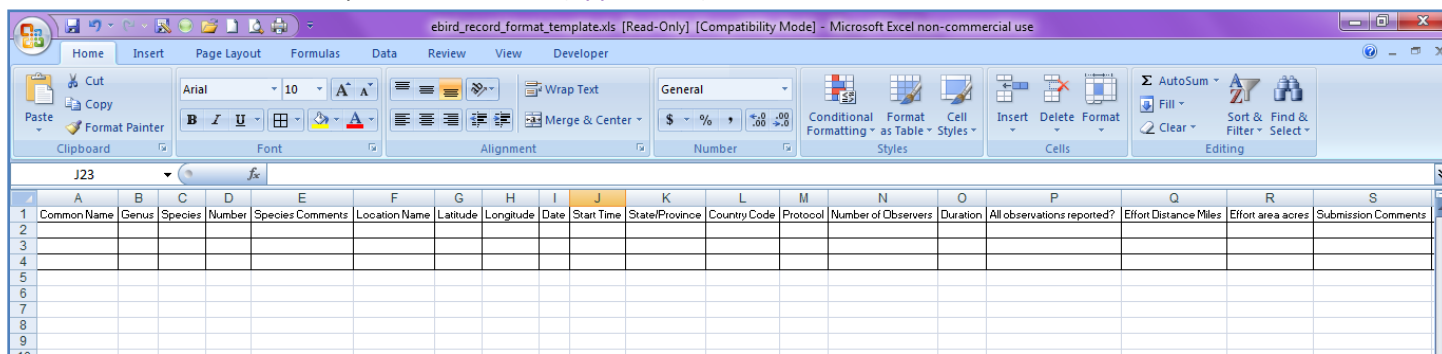 ebird_record_format_template.xls [Read-Only] [Compatibility Mode] - Microsoft Excel non-commercial use
Home Insert Page Layout Formulas Data Review View Developer
Cut
Copy
Format Painter
Paste
Clipboard
Arial 10
B I U
Font
Wrap Text
Merge & Center
Alignment
General
$ % ,
Number
Conditional Formatting
Format as Table
Cell Styles
Styles
Insert Delete Format
Cells
Σ AutoSum
Fill
Clear
Sort & Filter
Find & Select
Editing
J23 fx
A B C D E F G H I J K L M N O P Q R S
1 Common Name Genus Species Number Species Comments Location Name Latitude Longitude Date Start Time State/Province Country Code Protocol Number of Observers Duration All observations reported? Effort Distance Miles Effort area acres Submission Comments
2
3
4
5
6
7
8
9